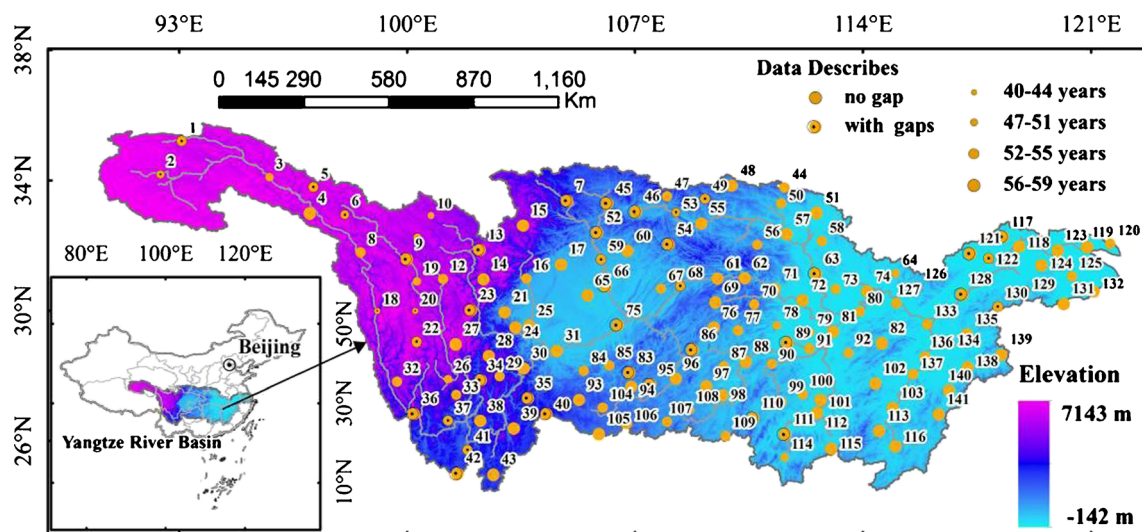 93°E 100°E 107°E 114°E 121°E
38°N
34°N
30°N
26°N
0 145 290 580 870 1,160
Km
Data Describes
no gap
with gaps
40-44 years
47-51 years
52-55 years
56-59 years
1 2 3 4 5 6 7 8 9 10 12 13 14 15 16 17 18 19 20 21 22 23 24 25 26 27 28 29 30 31 32 34 35 36 37 38 39 40 41 42 43 44 45 46 47 48 49 50 51 52 53 54 55 56 57 58 59 60 61 62 63 64 65 66 67 68 69 70 71 72 73 74 75 76 77 78 79 80 81 82 83 84 85 86 87 88 89 90 91 92 93 94 95 97 98 99 100 101 102 103 104 105 106 107 108 109 110 111 112 113 114 115 116 117 118 119 120 121 122 123 124 125 126 127 128 129 130 131 132 133 134 135 136 137 138 139 140 141
80°E 100°E 120°E
50°N
30°N
10°N
Beijing
Yangtze River Basin
Elevation
7143 m
-142 m